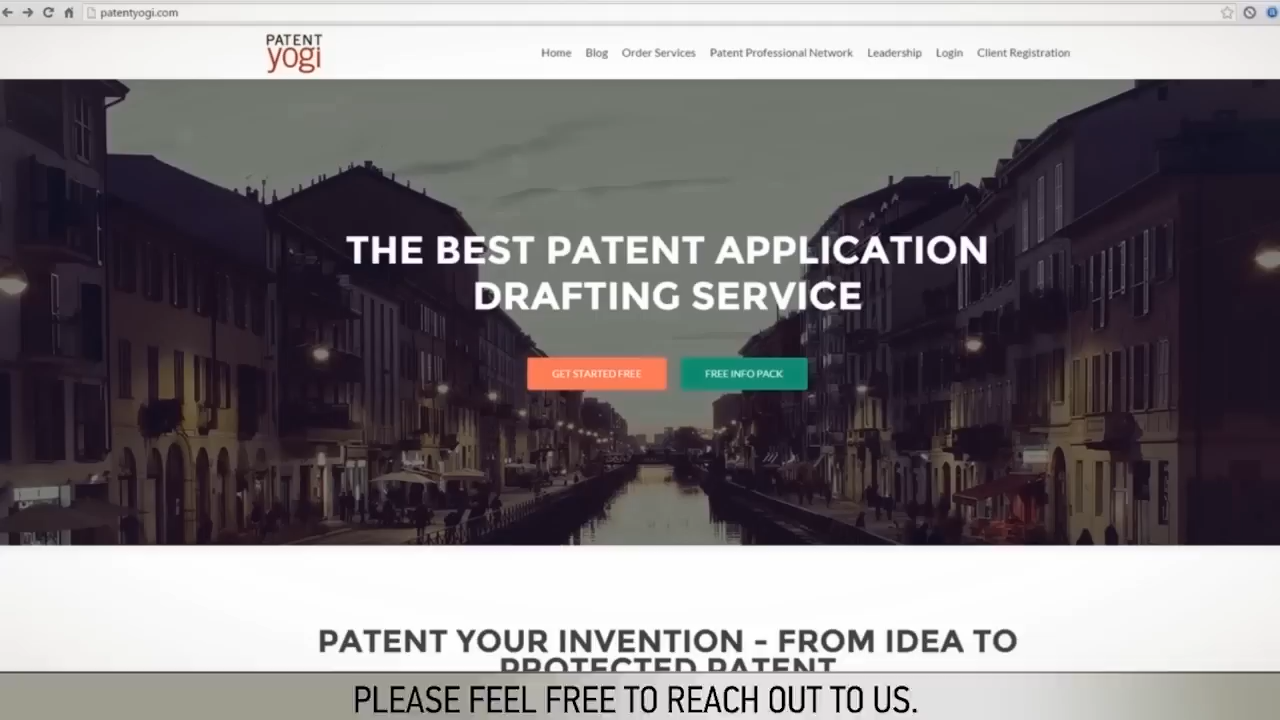 patentyogi.com
PATENT
yogi
Home Blog Order Services Patent Professional Network Leadership Login Client Registration
THE BEST PATENT APPLICATION
DRAFTING SERVICE
GET STARTED FREE FREE INFO PACK
PATENT YOUR INVENTION - FROM IDEA TO
PROTECTED PATENT
PLEASE FEEL FREE TO REACH OUT TO US.